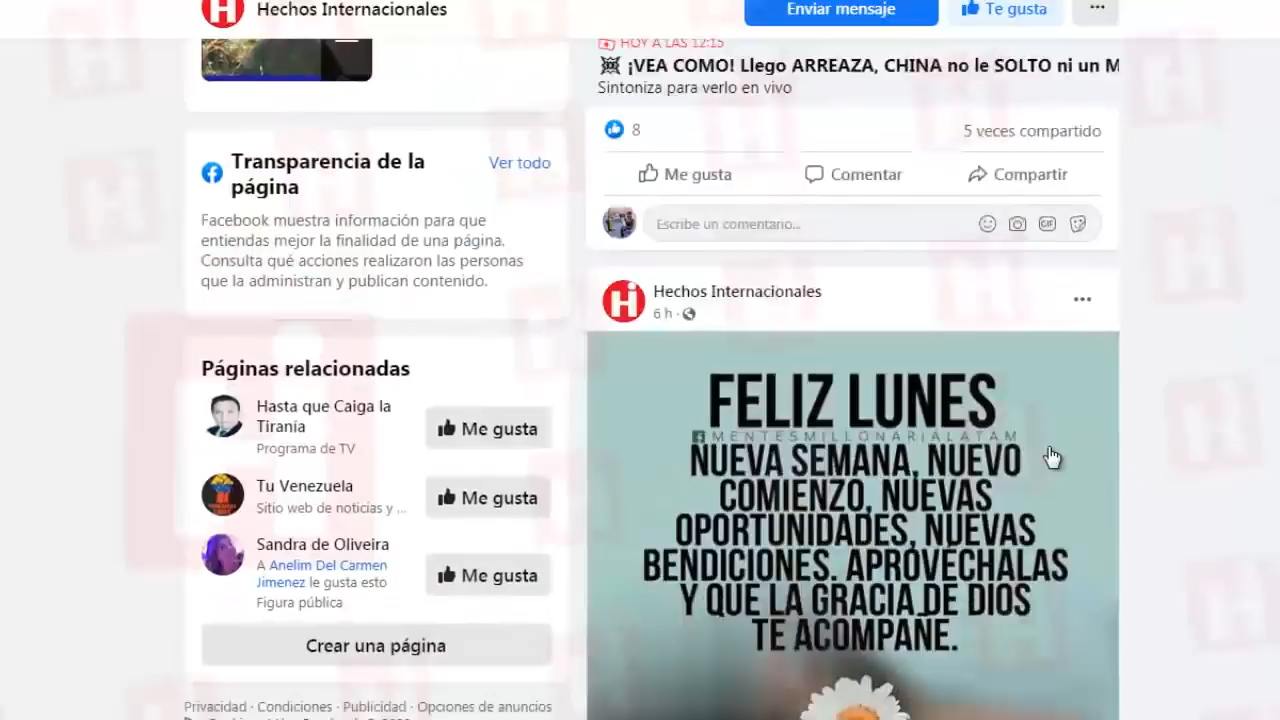 Hechos Internacionales
Enviar mensaje
Te gusta
HOY A LAS 12:15
¡VEA COMO! Llego ARREAZA, CHINA no le SOLTO ni un M
Sintoniza para verlo en vivo
8
5 veces compartido
Me gusta
Comentar
Compartir
Escribe un comentario...
GIF
Transparencia de la
página
Ver todo
Facebook muestra información para que
entiendas mejor la finalidad de una página.
Consulta qué acciones realizaron las personas
que la administran y publican contenido.
Páginas relacionadas
Hasta que Caiga la
Tiranía
Programa de TV
Me gusta
Tu Venezuela
Sitio web de noticias y ...
Me gusta
Sandra de Oliveira
A Anelim Del Carmen
Jimenez le gusta esto
Figura pública
Me gusta
Crear una página
Privacidad · Condiciones · Publicidad · Opciones de anuncios
Hechos Internacionales
6 h ·
FELIZ LUNES
MENTESMILLONARIALATAM
NUEVA SEMANA, NUEVO
COMIENZO, NUEVAS
OPORTUNIDADES, NUEVAS
BENDICIONES. APROVÉCHALAS
Y QUE LA GRACIA DE DIOS
TE ACOMPAÑE.